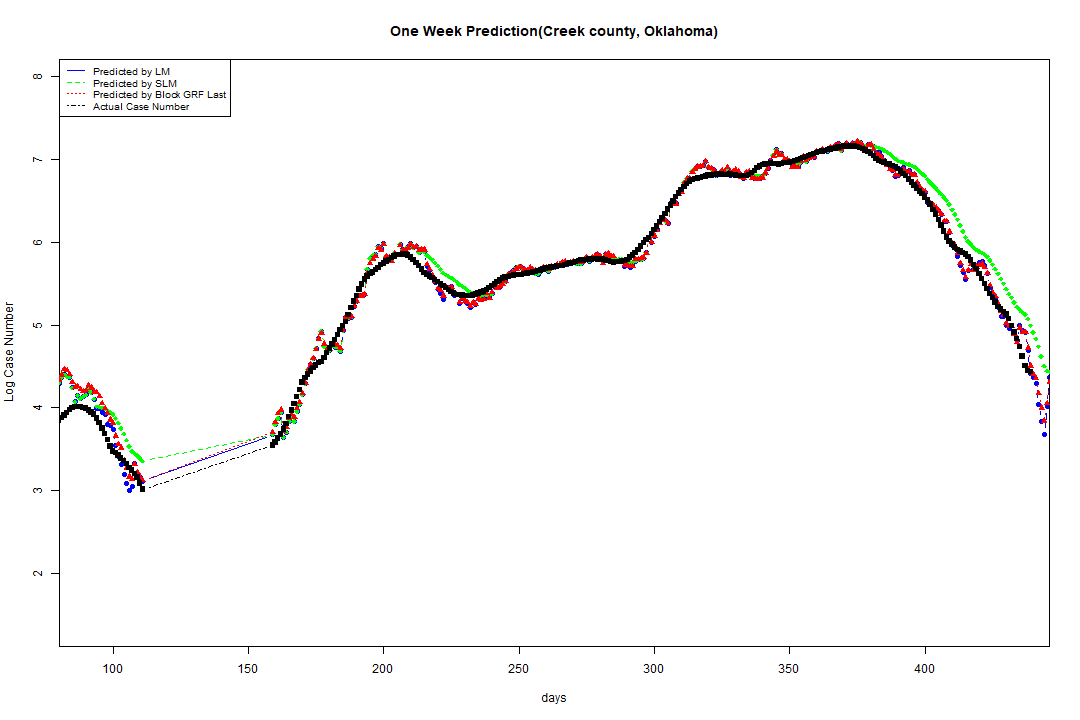 One Week Prediction(Creek county, Oklahoma)
Predicted by LM
Predicted by SLM
Predicted by Block GRF Last
Actual Case Number
8
7
6
5
4
3
2
Log Case Number
100 150 200 250 300 350 400
days